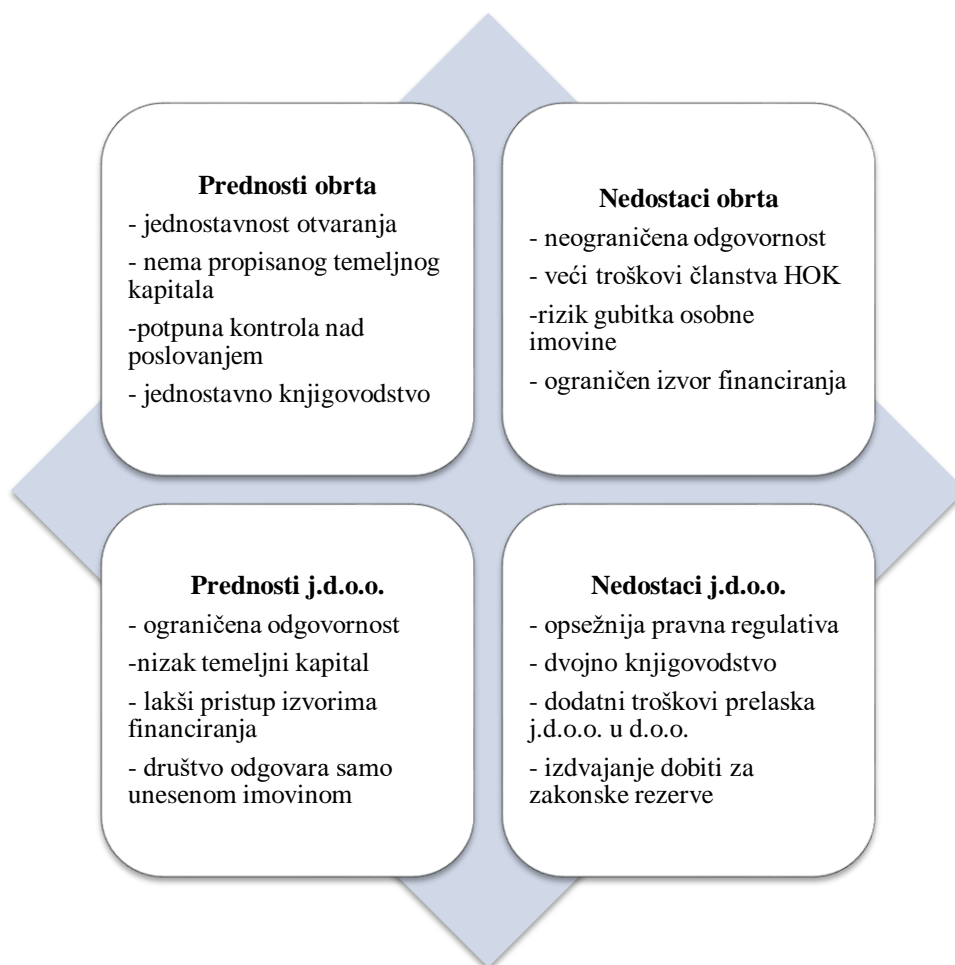 Prednosti obrta
- jednostavnost otvaranja
- nema propisanog temeljnog
kapitala
-potpuna kontrola nad
poslovanjem
- jednostavno knjigovodstvo
Nedostaci obrta
- neograničena odgovornost
- veći troškovi članstva HOK
-rizik gubitka osobne
imovine
- ograničen izvor financiranja
Prednosti j.d.o.o.
- ograničena odgovornost
-nizak temeljni kapital
- lakši pristup izvorima
financiranja
- društvo odgovara samo
unesenom imovinom
Nedostaci j.d.o.o.
- opsežnija pravna regulativa
- dvojno knjigovodstvo
- dodatni troškovi prelaska
j.d.o.o. u d.o.o.
- izdvajanje dobiti za
zakonske rezerve